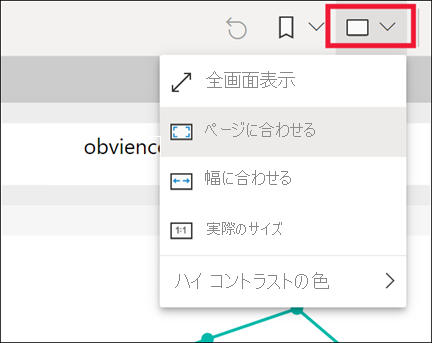 全画面表示
obvience
ページに合わせる
幅に合わせる
1:1
実際のサイズ
ハイ コントラストの色